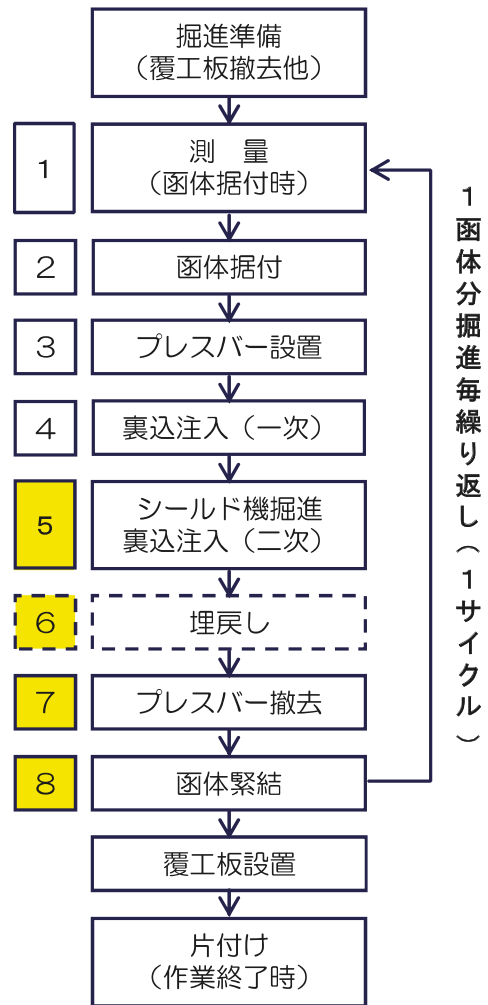 掘進準備
（覆工板撤去他）
1
測　量
（函体据付時）
2
函体据付
3
プレスバー設置
4
裏込注入（一次）
5
シールド機掘進
裏込注入（二次）
6
埋戻し
7
プレスバー撤去
8
函体緊結
覆工板設置
片付け
（作業終了時）
1函体分掘進毎繰り返し（1サイクル）